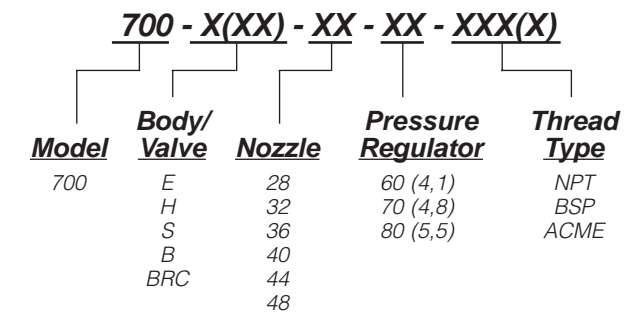 700 - X(XX) - XX - XX - XXX(X)
Body/ Pressure Thread
Model Valve Nozzle Regulator Type
700 E 28 60 (4,1) NPT
H 32 70 (4,8) BSP
S 36 80 (5,5) ACME
B 40
BRC 44
48